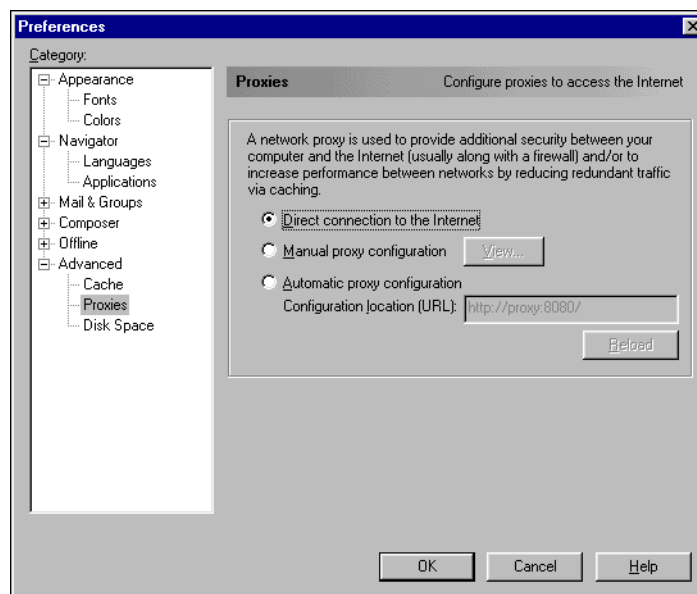 Preferences
Category:
Appearance
Fonts
Colors
Navigator
Languages
Applications
Mail & Groups
Composer
Offline
Advanced
Cache
Proxies
Disk Space
Proxies Configure proxies to access the Internet
A network proxy is used to provide additional security between your
computer and the Internet (usually along with a firewall) and/or to
increase performance between networks by reducing redundant traffic
via caching.
Direct connection to the Internet
Manual proxy configuration View...
Automatic proxy configuration
Configuration location (URL): http://proxy:8080/
Reload
OK Cancel Help